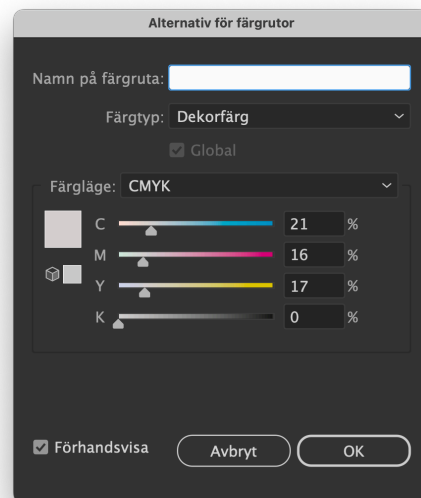 Alternativ för färgrutor
Namn på färgruta:
Färgtyp: Dekorfärg
Global
Färgläge: CMYK
C 21 %
M 16 %
Y 17 %
K 0 %
Förhandsvisa Avbryt OK